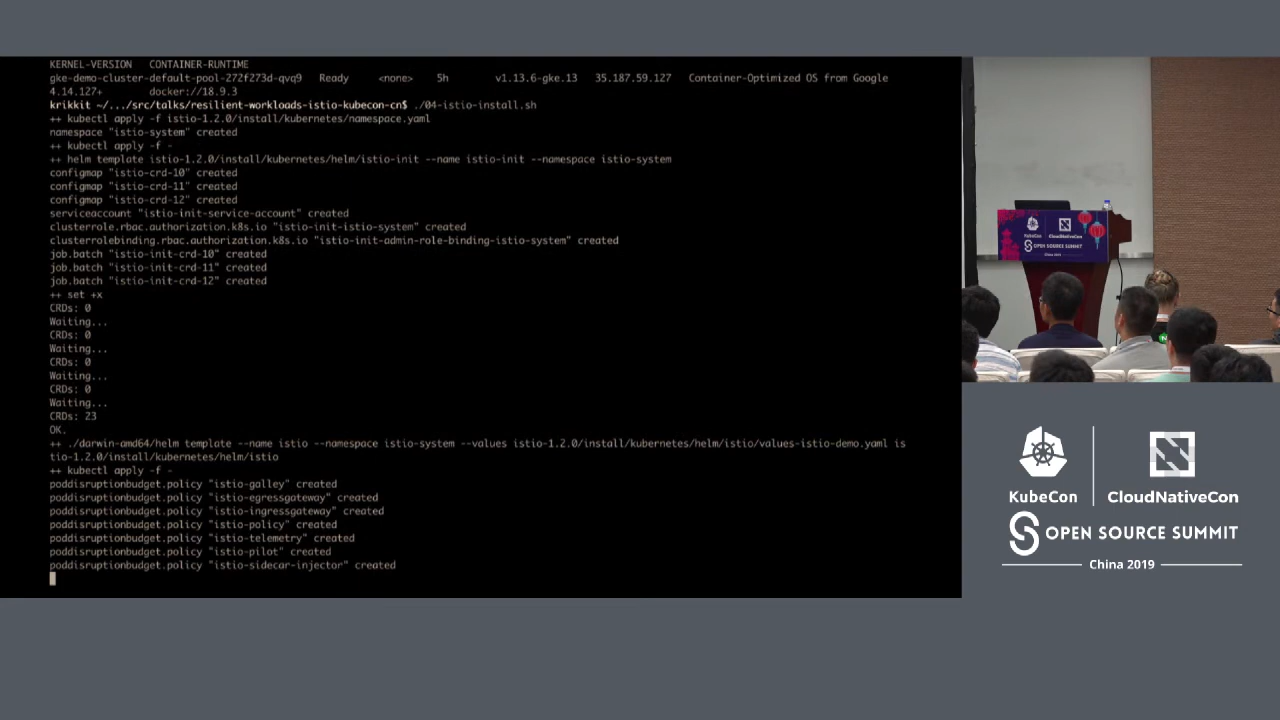 KERNEL-VERSION   CONTAINER-RUNTIME
gke-demo-cluster-default-pool-272f273d-qvq9   Ready   <none>   5h   v1.13.6-gke.13   35.187.59.127   Container-Optimized OS from Google
4.14.127+   docker://18.9.3
krikkit ~/.../src/talks/resilient-workloads-istio-kubecon-cn$ ./04-istio-install.sh
++ kubectl apply -f istio-1.2.0/install/kubernetes/namespace.yaml
namespace "istio-system" created
++ kubectl apply -f -
++ helm template istio-1.2.0/install/kubernetes/helm/istio-init --name istio-init --namespace istio-system
configmap "istio-crd-10" created
configmap "istio-crd-11" created
configmap "istio-crd-12" created
serviceaccount "istio-init-service-account" created
clusterrole.rbac.authorization.k8s.io "istio-init-istio-system" created
clusterrolebinding.rbac.authorization.k8s.io "istio-init-admin-role-binding-istio-system" created
job.batch "istio-init-crd-10" created
job.batch "istio-init-crd-11" created
job.batch "istio-init-crd-12" created
++ set +x
CRDs: 0
Waiting...
CRDs: 0
Waiting...
CRDs: 0
Waiting...
CRDs: 0
Waiting...
CRDs: 23
OK.
++ ./darwin-amd64/helm template --name istio --namespace istio-system --values istio-1.2.0/install/kubernetes/helm/istio/values-istio-demo.yaml is
tio-1.2.0/install/kubernetes/helm/istio
++ kubectl apply -f -
poddisruptionbudget.policy "istio-galley" created
poddisruptionbudget.policy "istio-egressgateway" created
poddisruptionbudget.policy "istio-ingressgateway" created
poddisruptionbudget.policy "istio-policy" created
poddisruptionbudget.policy "istio-telemetry" created
poddisruptionbudget.policy "istio-pilot" created
poddisruptionbudget.policy "istio-sidecar-injector" created
KubeCon CloudNativeCon
OPEN SOURCE SUMMIT
China 2019
KubeCon CloudNativeCon
OPEN SOURCE SUMMIT
China 2019